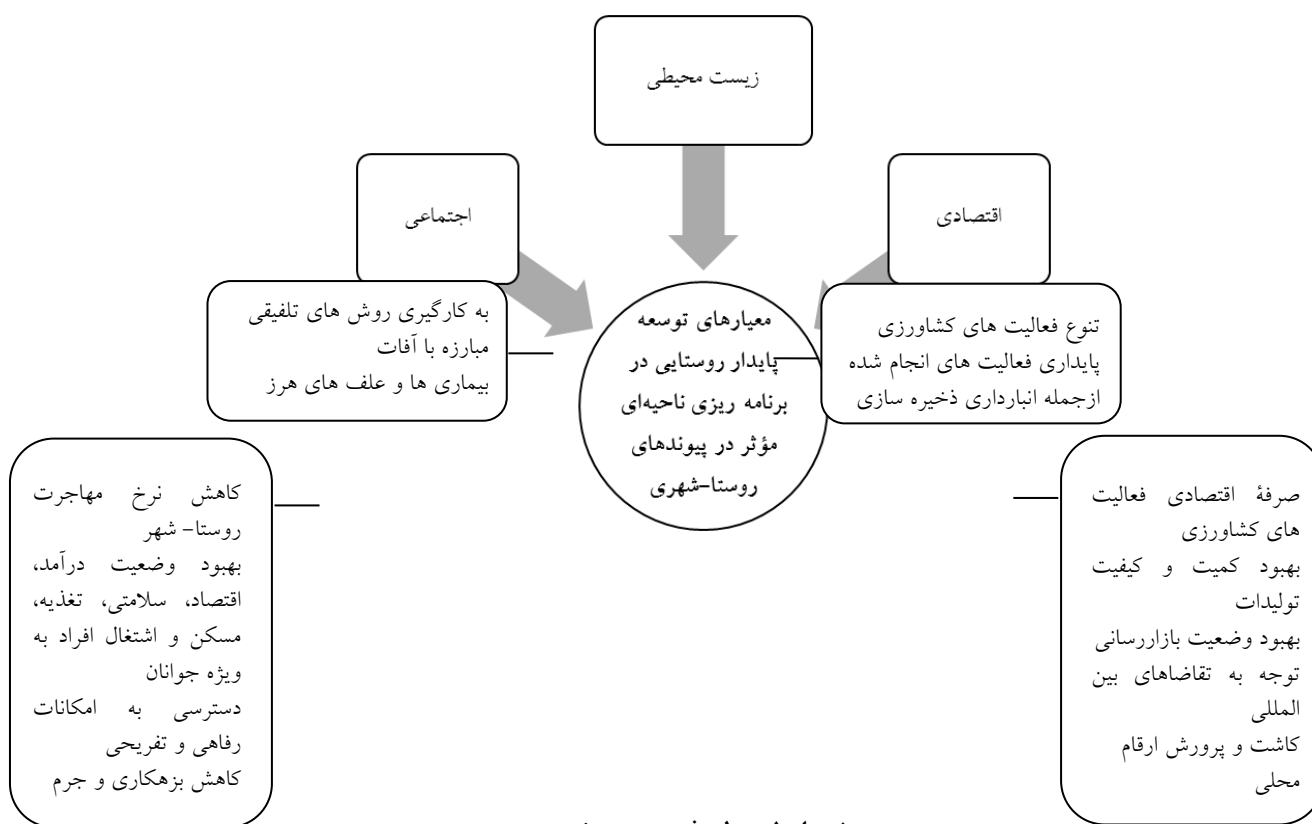 زیست محیطی
اقتصادی
اجتماعی
معیارهای توسعه
پایدار روستایی در
برنامه ریزی ناحیه‌ای
مؤثر در پیوندهای
روستا-شهری
تنوع فعالیت های کشاورزی
پایداری فعالیت های انجام شده
ازجمله انبارداری ذخیره سازی
به کارگیری روش های تلفیقی
مبارزه با آفات
بیماری ها و علف های هرز
صرفهٔ اقتصادی فعالیت
های کشاورزی
بهبود کمیت و کیفیت
تولیدات
بهبود وضعیت بازاررسانی
توجه به تقاضاهای بین
المللی
کاشت و پرورش ارقام
محلی
کاهش نرخ مهاجرت
روستا- شهر
بهبود وضعیت درآمد،
اقتصاد، سلامتی، تغذیه،
مسکن و اشتغال افراد به
ویژه جوانان
دسترسی به امکانات
رفاهی و تفریحی
کاهش بزهکاری و جرم